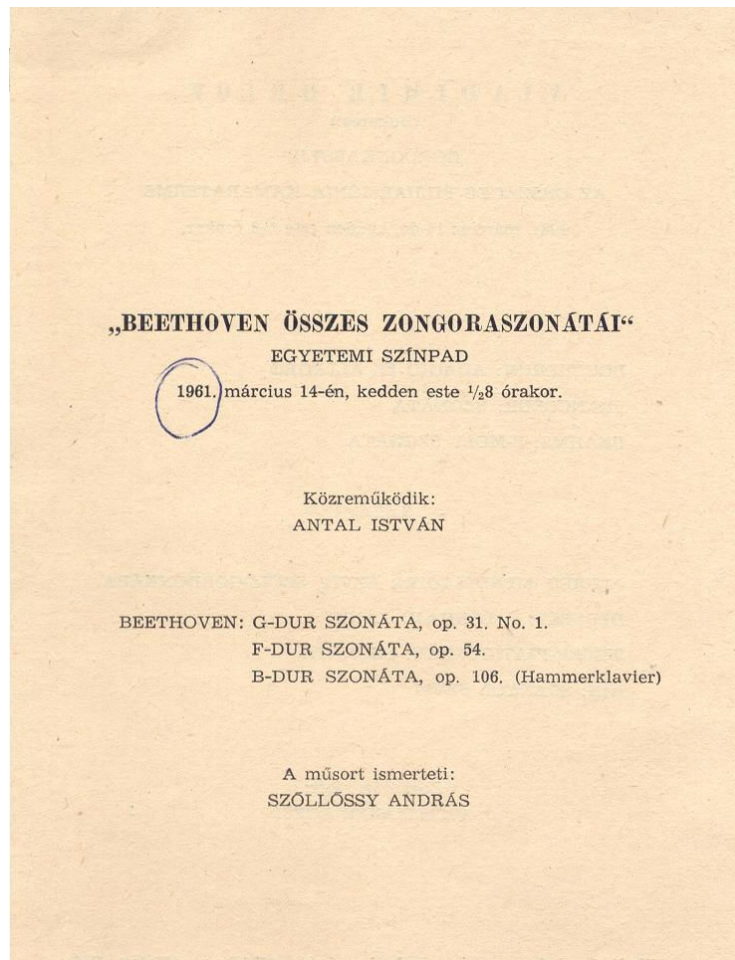 „BEETHOVEN ÖSSZES ZONGORASZONÁTÁI“
EGYETEMI SZÍNPAD
1961. március 14-én, kedden este ½8 órakor.
Közreműködik:
ANTAL ISTVÁN
BEETHOVEN: G-DUR SZONÁTA, op. 31. No. 1.
F-DUR SZONÁTA, op. 54.
B-DUR SZONÁTA, op. 106. (Hammerklavier)
A műsort ismerteti:
SZŐLLŐSSY ANDRÁS